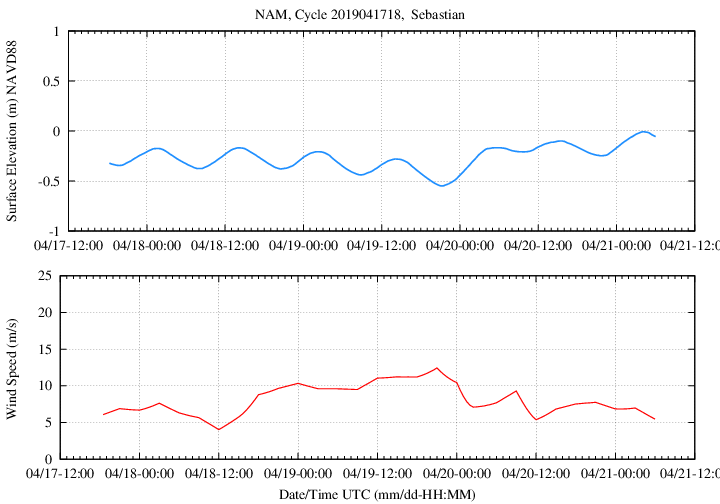 NAM, Cycle 2019041718,  Sebastian
Surface Elevation (m) NAVD88
1
0.5
0
-0.5
-1
04/17-12:00 04/18-00:00 04/18-12:00 04/19-00:00 04/19-12:00 04/20-00:00 04/20-12:00 04/21-00:00 04/21-12:0
Wind Speed (m/s)
25
20
15
10
5
0
04/17-12:00 04/18-00:00 04/18-12:00 04/19-00:00 04/19-12:00 04/20-00:00 04/20-12:00 04/21-00:00 04/21-12:0
Date/Time UTC (mm/dd-HH:MM)